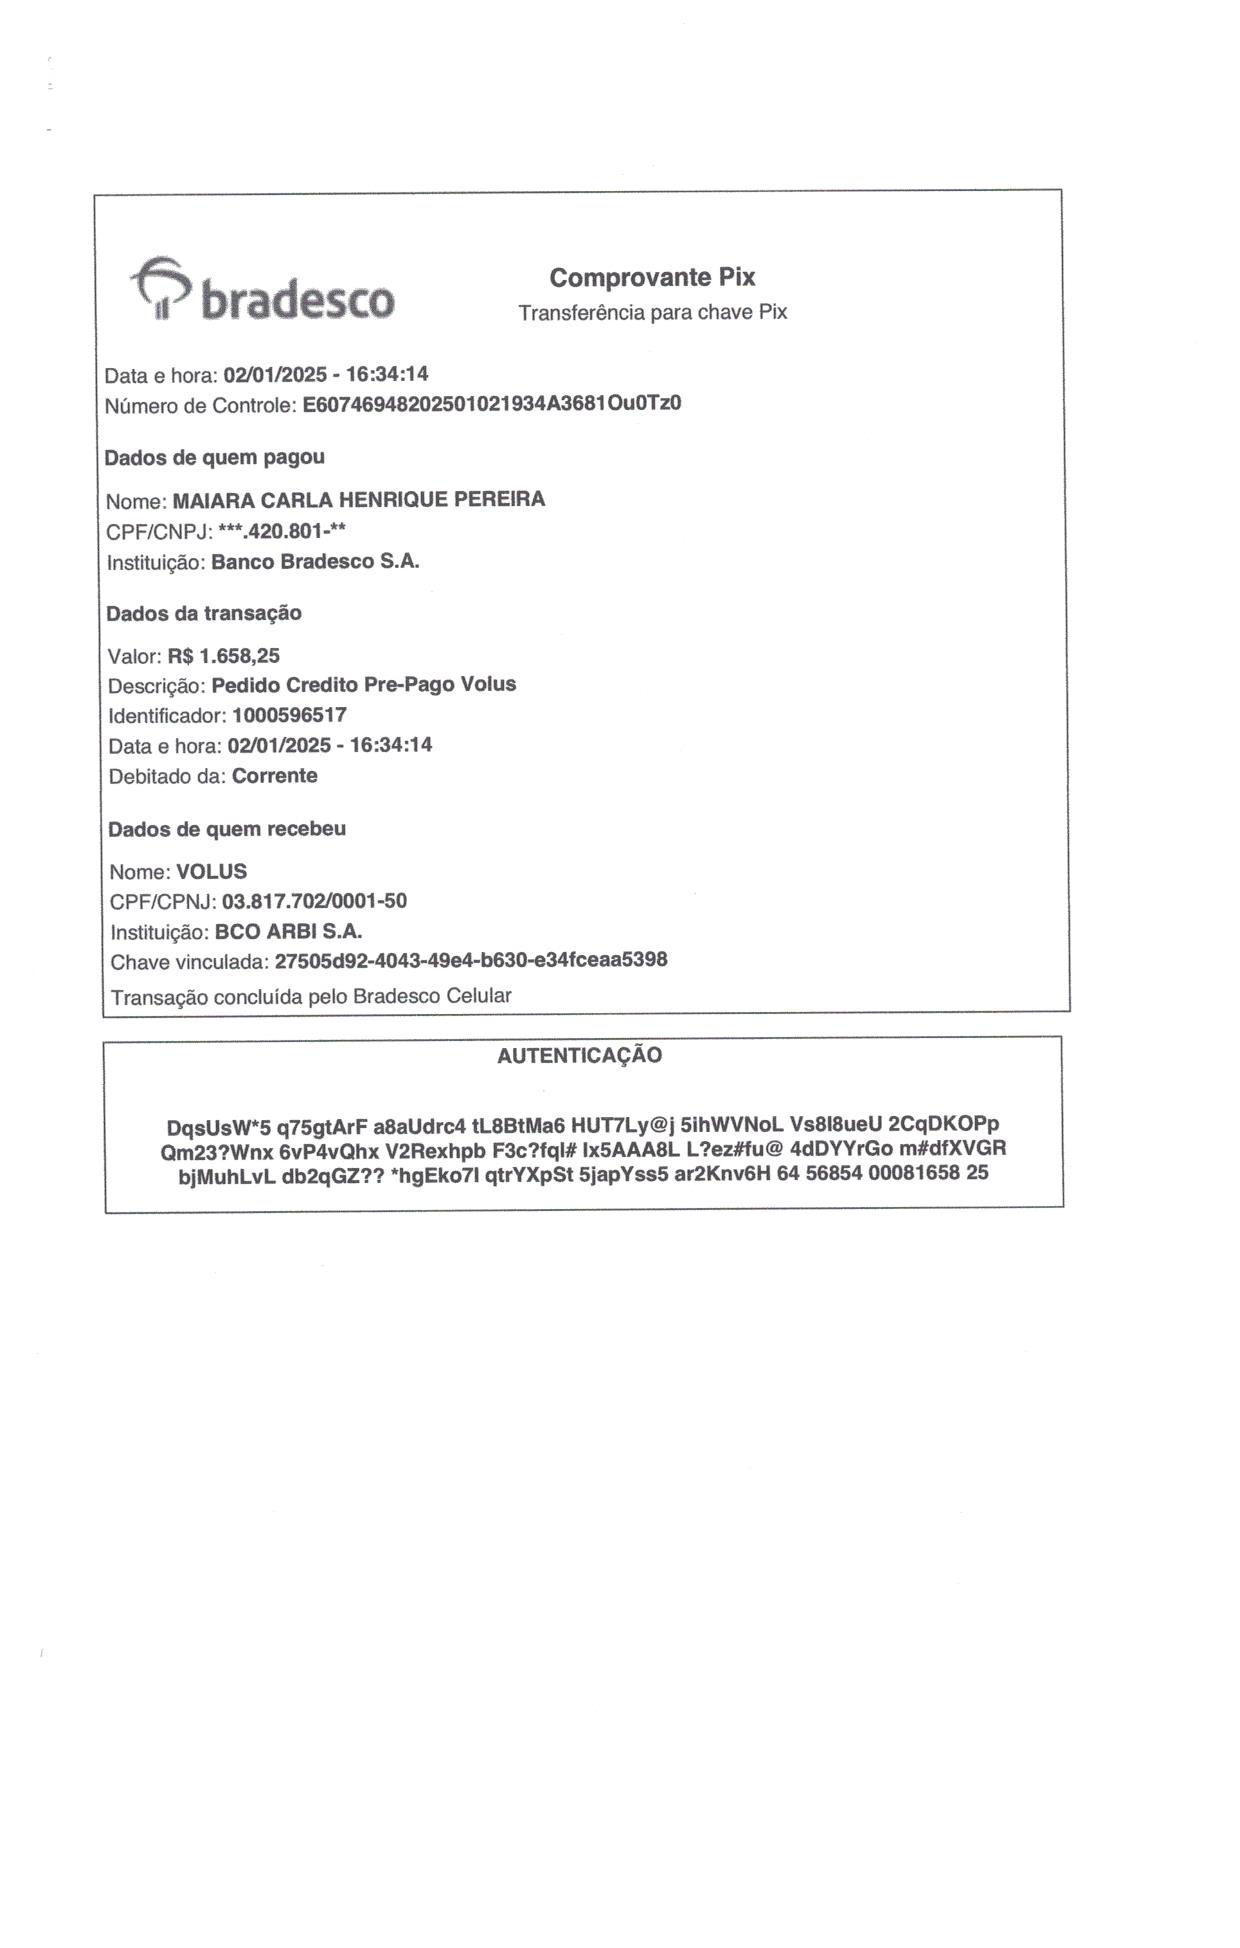 bradesco
Comprovante Pix
Transferência para chave Pix
Data e hora: 02/01/2025 - 16:34:14
Número de Controle: E60746948202501021934A3681Ou0Tz0
Dados de quem pagou
Nome: MAIARA CARLA HENRIQUE PEREIRA
CPF/CNPJ: ***.420.801-**
Instituição: Banco Bradesco S.A.
Dados da transação
Valor: R$ 1.658,25
Descrição: Pedido Credito Pre-Pago Volus
Identificador: 1000596517
Data e hora: 02/01/2025 - 16:34:14
Debitado da: Corrente
Dados de quem recebeu
Nome: VOLUS
CPF/CPNJ: 03.817.702/0001-50
Instituição: BCO ARBI S.A.
Chave vinculada: 27505d92-4043-49e4-b630-e34fceaa5398
Transação concluída pelo Bradesco Celular
AUTENTICAÇÃO
DqsUsW*5 q75gtArF a8aUdrc4 tL8BtMa6 HUT7Ly@j 5ihWVNoL Vs8I8ueU 2CqDKOPp
Qm23?Wnx 6vP4vQhx V2Rexhpb F3c?fqI# Ix5AAA8L L?ez#fu@ 4dDYYrGo m#dfXVGR
bjMuhLvL db2qGZ?? *hgEko7I qtrYXpSt 5japYss5 ar2Knv6H 64 56854 00081658 25